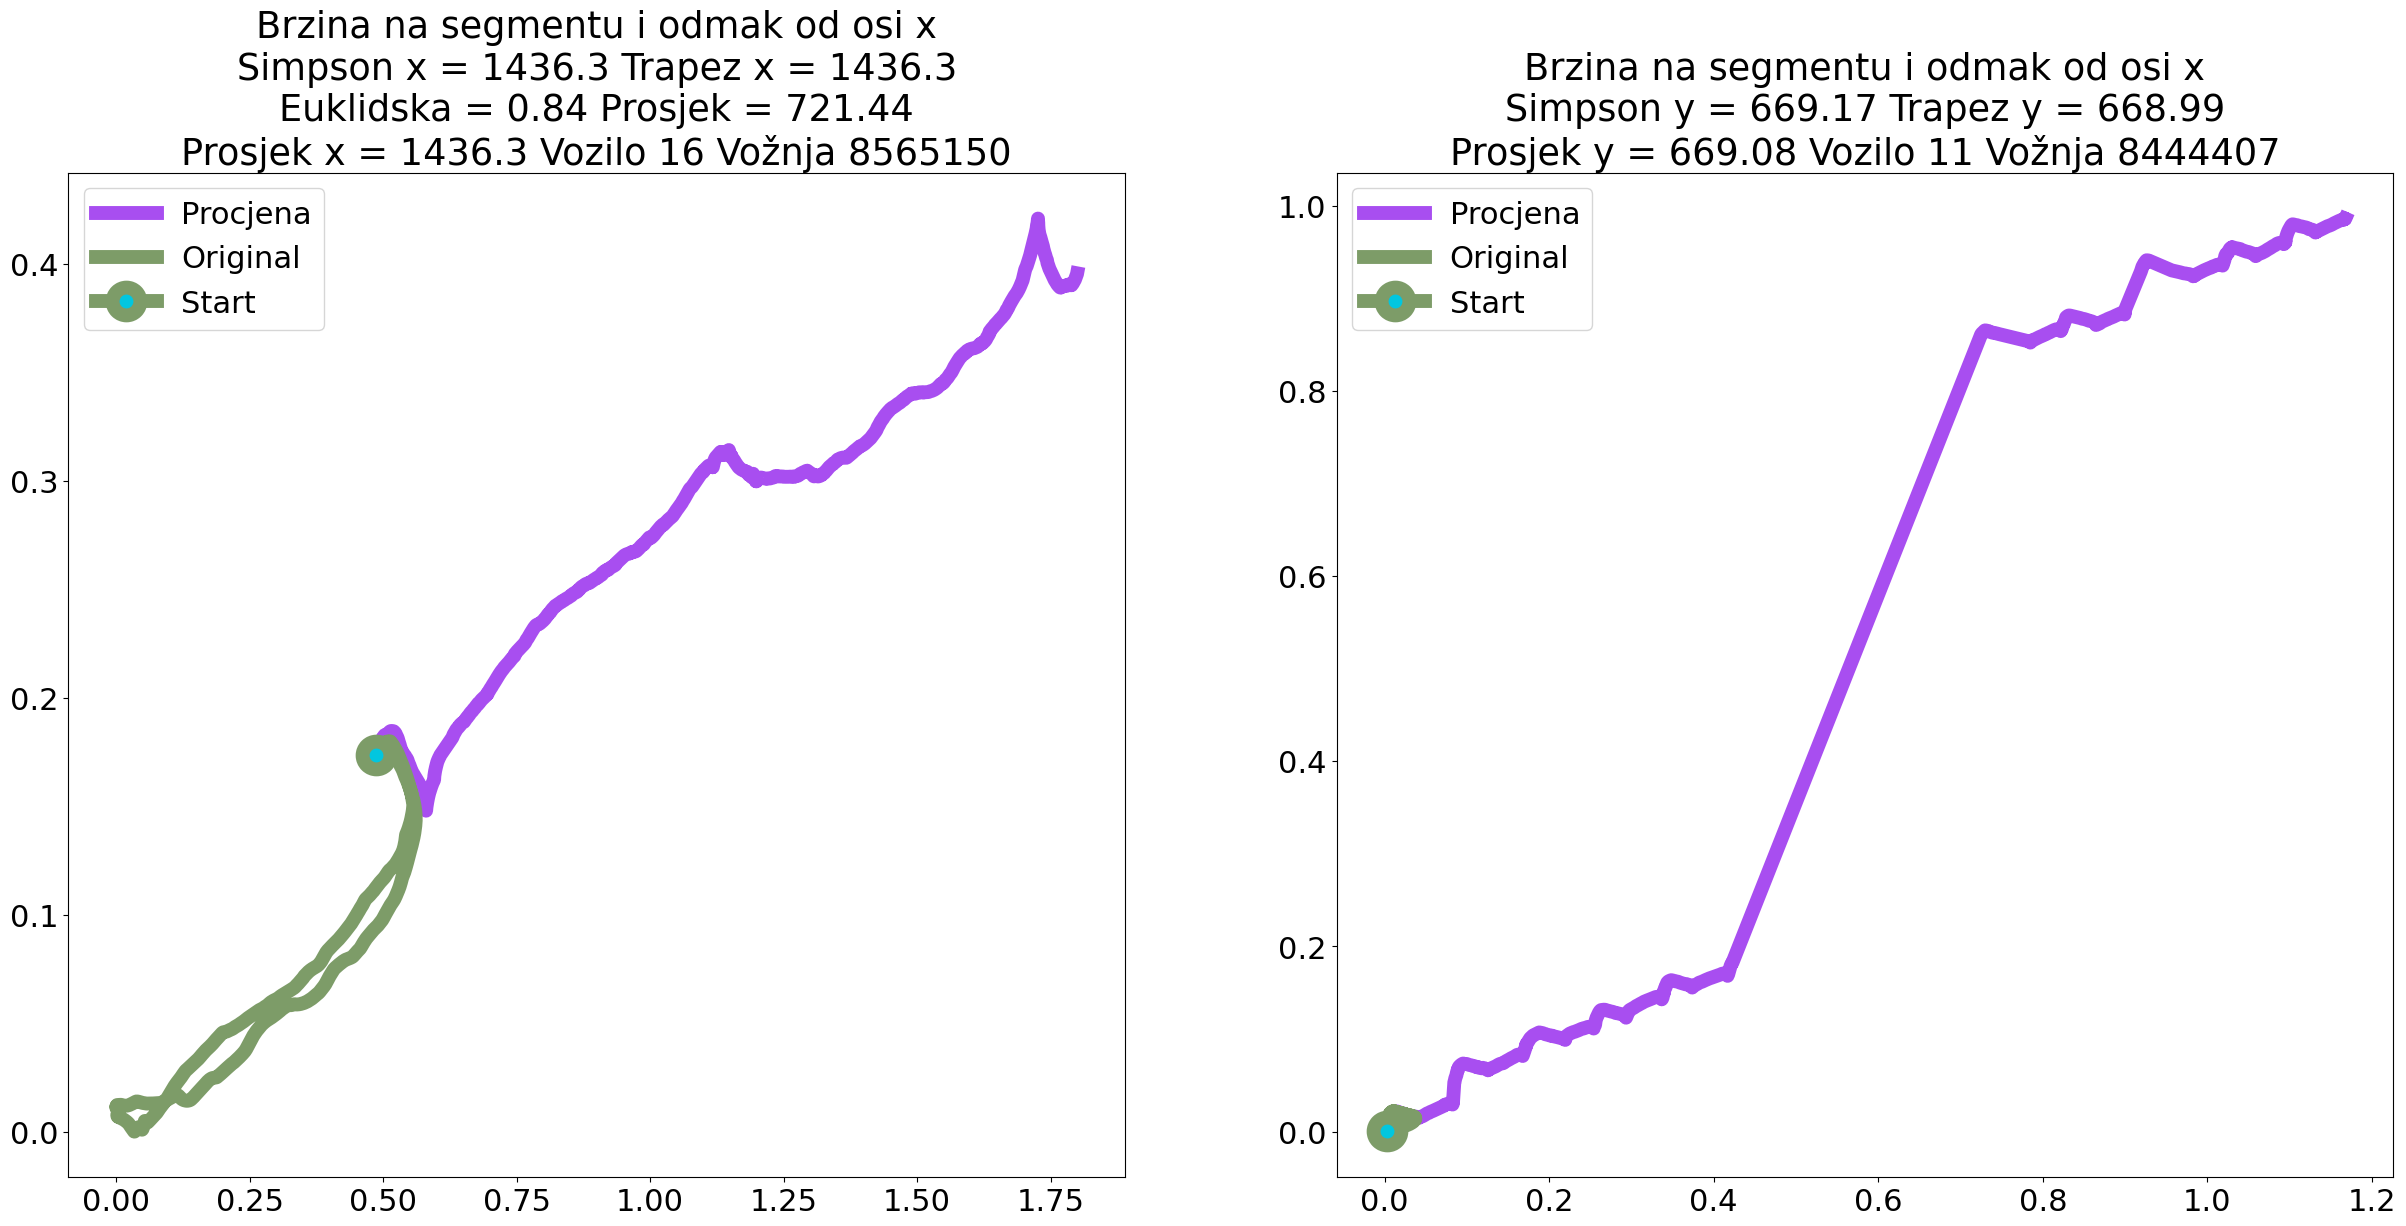 Brzina na segmentu i odmak od osi x
Simpson x = 1436.3 Trapez x = 1436.3
Euklidska = 0.84 Prosjek = 721.44
Prosjek x = 1436.3 Vozilo 16 Vožnja 8565150
Procjena
Original
Start
0.4
0.3
0.2
0.1
0.0
0.00 0.25 0.50 0.75 1.00 1.25 1.50 1.75
Brzina na segmentu i odmak od osi x
Simpson y = 669.17 Trapez y = 668.99
Prosjek y = 669.08 Vozilo 11 Vožnja 8444407
Procjena
Original
Start
1.0
0.8
0.6
0.4
0.2
0.0
0.0 0.2 0.4 0.6 0.8 1.0 1.2